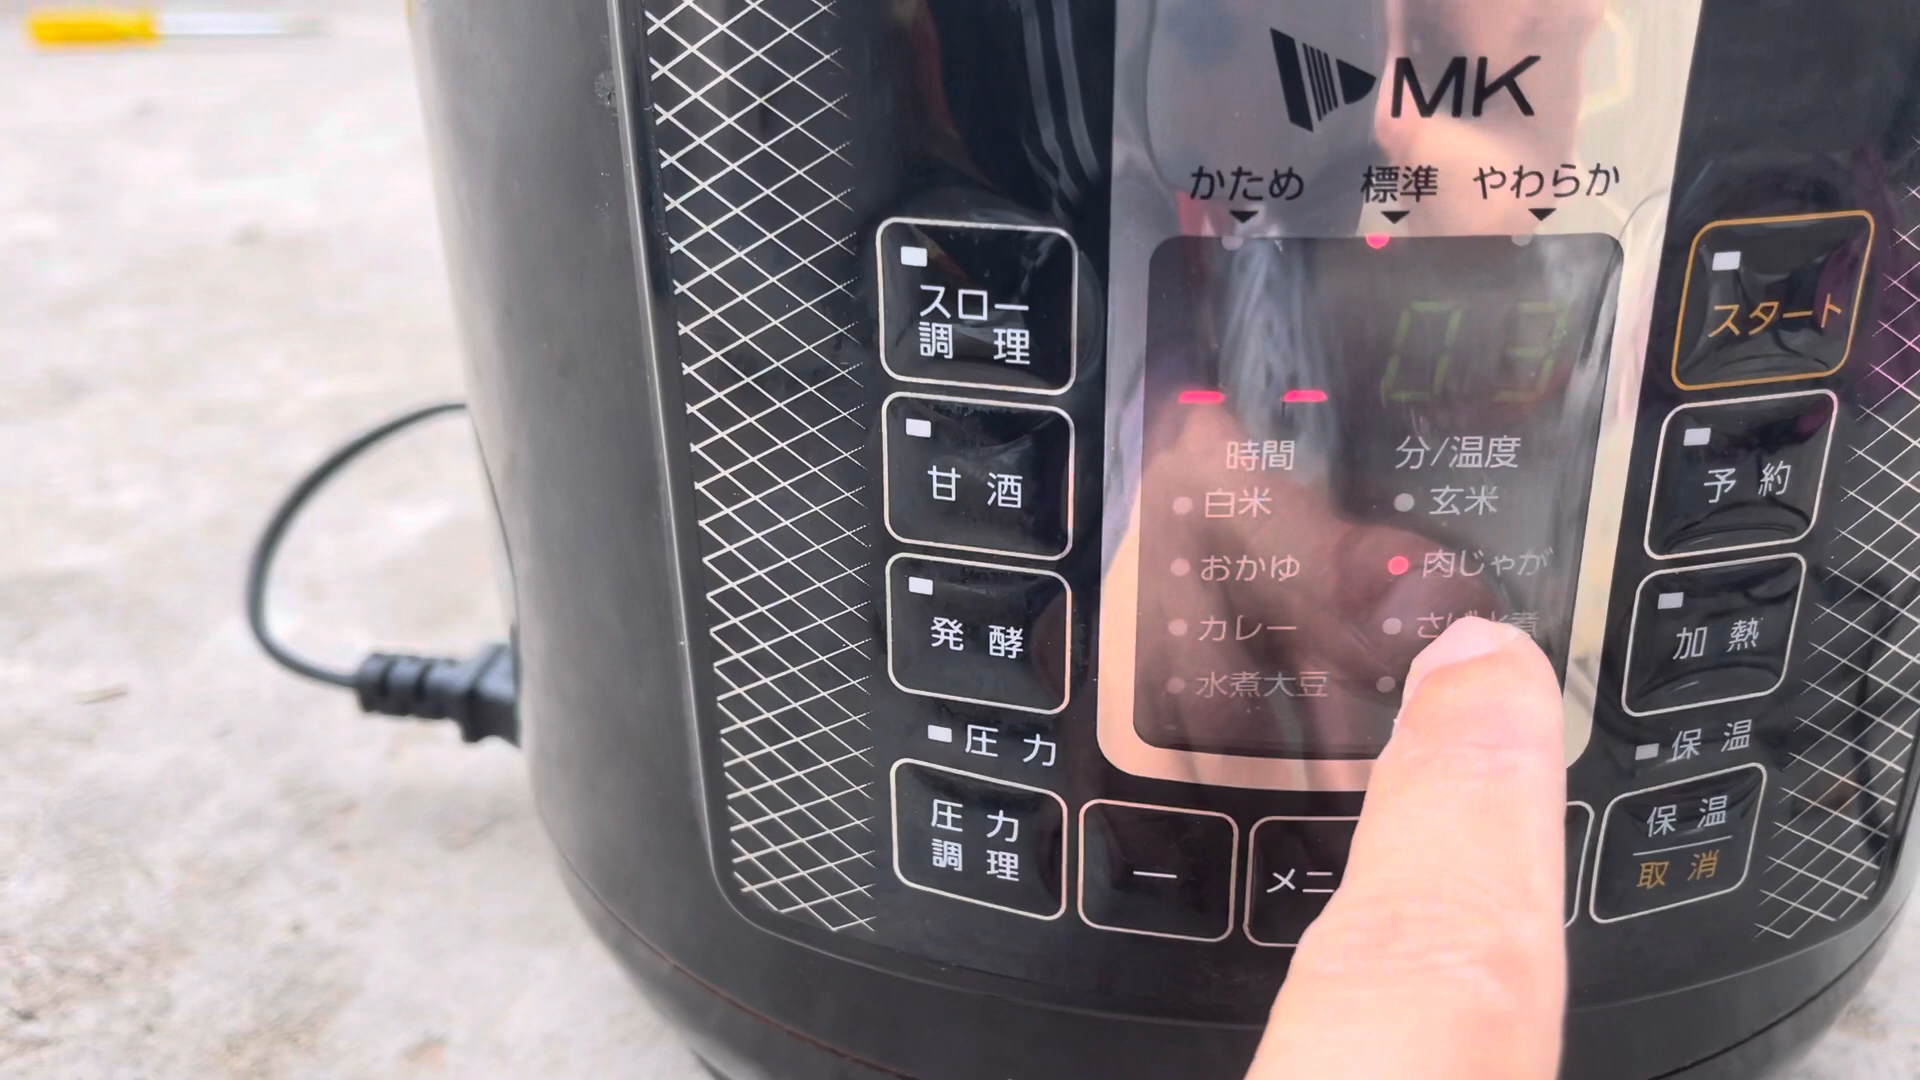 MK
かため 標準 やわらか
スロー
調理
甘酒
発酵
圧力
圧力
調理
03
時間 分/温度
白米 玄米
おかゆ 肉じゃが
カレー
水煮大豆
—
メニ
スタート
予約
加熱
保温
保温
取消